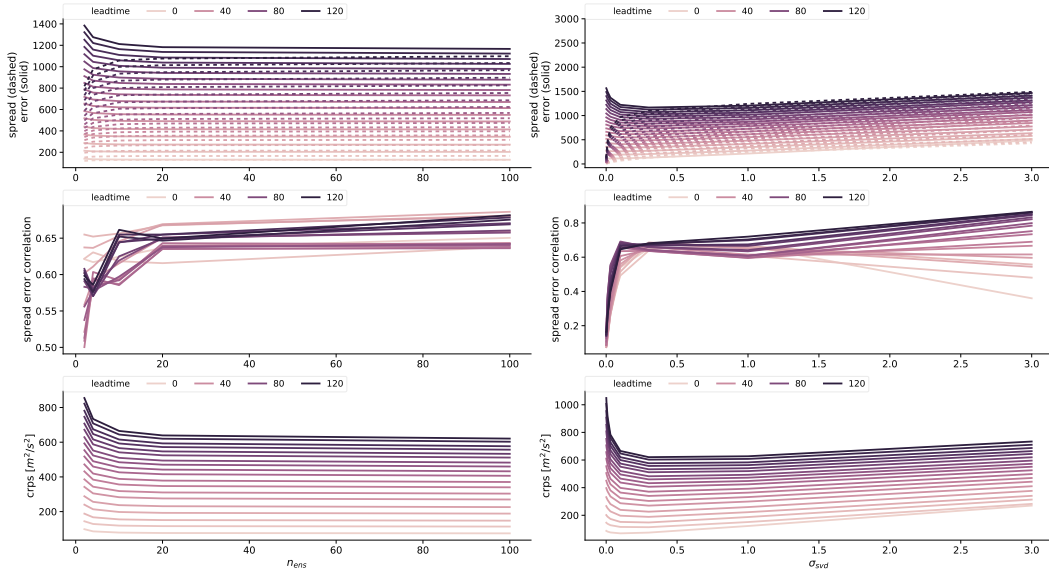 leadtime 0 40 80 120
1400
1200
1000
800
600
400
200
spread (dashed)
error (solid)
0 20 40 60 80 100
leadtime 0 40 80 120
3000
2500
2000
1500
1000
500
0
spread (dashed)
error (solid)
0.0 0.5 1.0 1.5 2.0 2.5 3.0
leadtime 0 40 80 120
0.65
0.60
0.55
0.50
spread error correlation
0 20 40 60 80 100
leadtime 0 40 80 120
0.8
0.6
0.4
0.2
spread error correlation
0.0 0.5 1.0 1.5 2.0 2.5 3.0
leadtime 0 40 80 120
800
600
400
200
crps [m²/s²]
0 20 40 60 80 100
n_ens
leadtime 0 40 80 120
1000
800
600
400
200
crps [m²/s²]
0.0 0.5 1.0 1.5 2.0 2.5 3.0
σ_svd